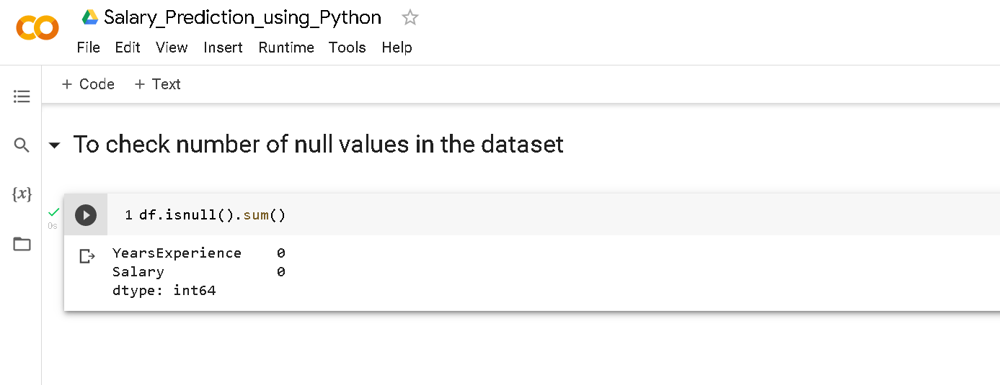 Salary_Prediction_using_Python
File Edit View Insert Runtime Tools Help
+ Code + Text
To check number of null values in the dataset
{x}
0s
1 df.isnull().sum()
YearsExperience    0
Salary             0
dtype: int64